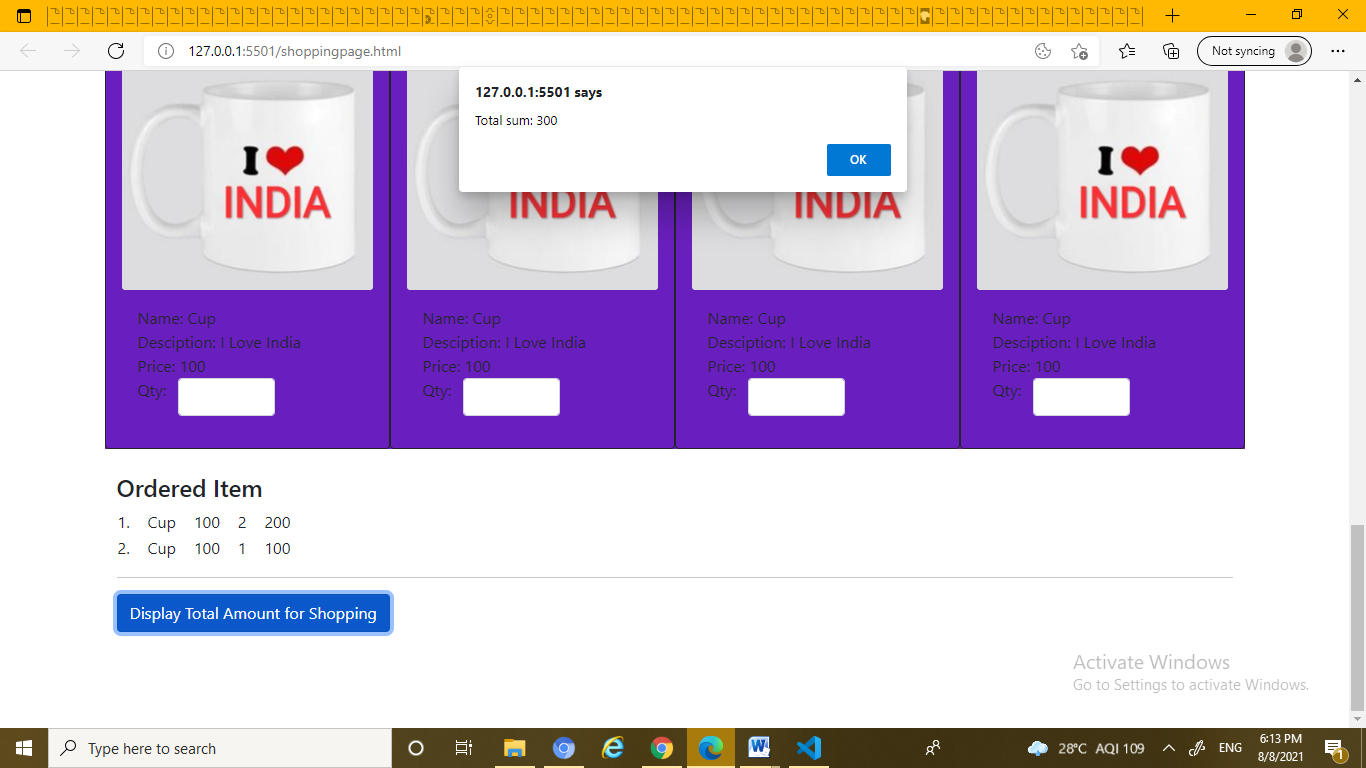 127.0.0.1:5501/shoppingpage.html
Not syncing
127.0.0.1:5501 says
Total sum: 300
OK
I ❤
INDIA
INDIA
INDIA
I ❤
INDIA
Name: Cup
Desciption: I Love India
Price: 100
Qty:
Name: Cup
Desciption: I Love India
Price: 100
Qty:
Name: Cup
Desciption: I Love India
Price: 100
Qty:
Name: Cup
Desciption: I Love India
Price: 100
Qty:
Ordered Item
1. Cup 100 2 200
2. Cup 100 1 100
Display Total Amount for Shopping
Activate Windows
Go to Settings to activate Windows.
Type here to search
28°C AQI 109
ENG
6:13 PM
8/8/2021
1